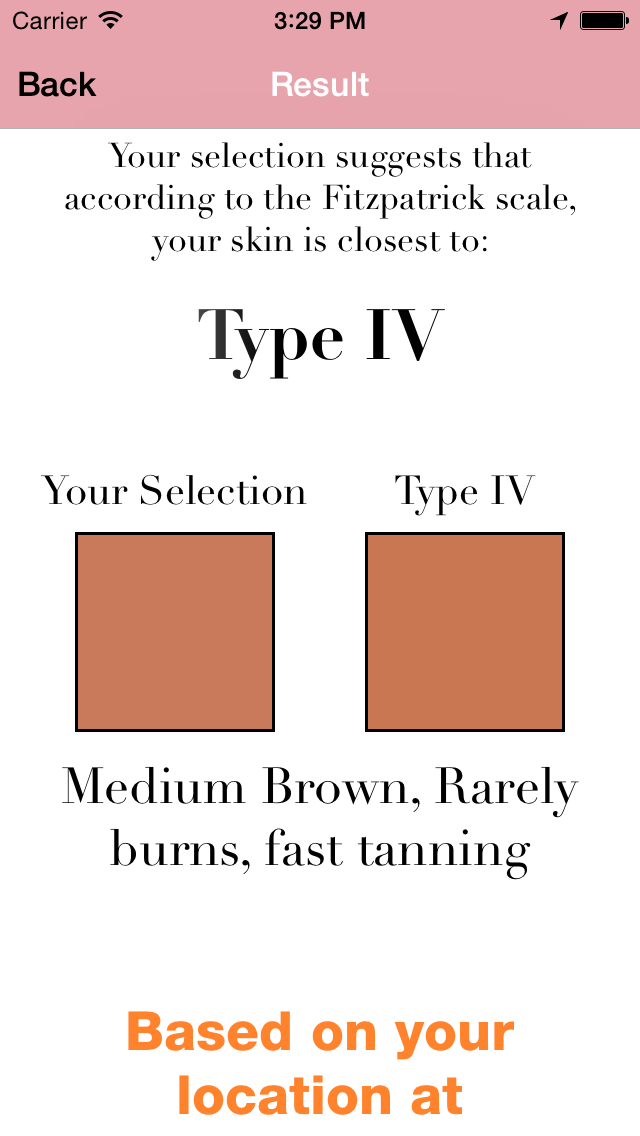 Carrier 3:29 PM
Back Result
Your selection suggests that
according to the Fitzpatrick scale,
your skin is closest to:
Type IV
Your Selection Type IV
Medium Brown, Rarely
burns, fast tanning
Based on your
location at